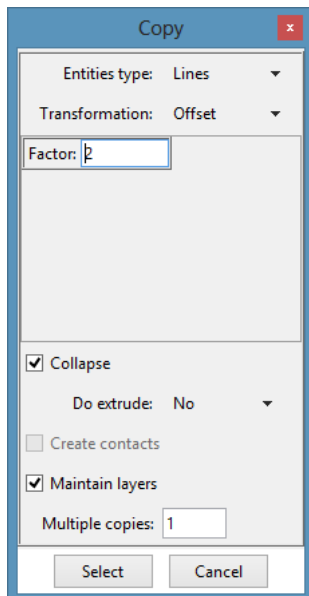 Copy
x
Entities type: Lines
Transformation: Offset
Factor: 2
Collapse
Do extrude: No
Create contacts
Maintain layers
Multiple copies: 1
Select Cancel